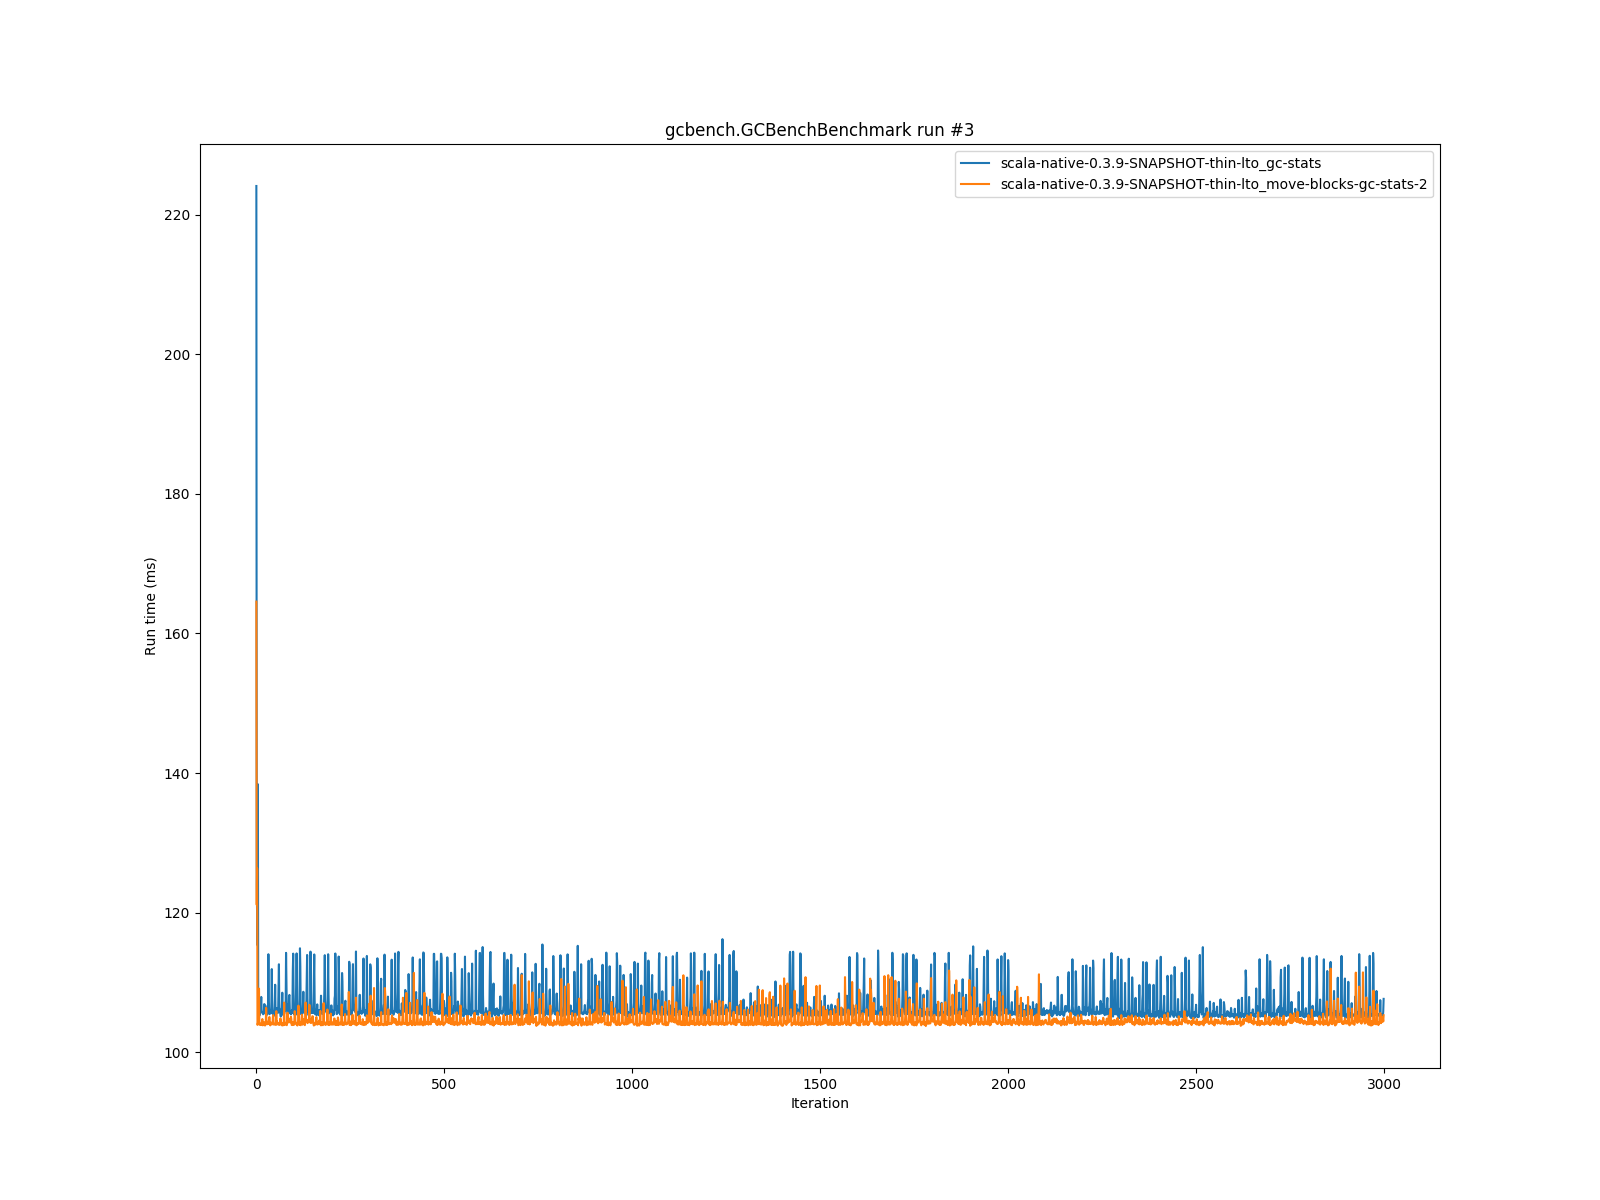 gcbench.GCBenchBenchmark run #3
scala-native-0.3.9-SNAPSHOT-thin-lto_gc-stats
scala-native-0.3.9-SNAPSHOT-thin-lto_move-blocks-gc-stats-2
220
200
180
160
140
120
100
Run time (ms)
0 500 1000 1500 2000 2500 3000
Iteration